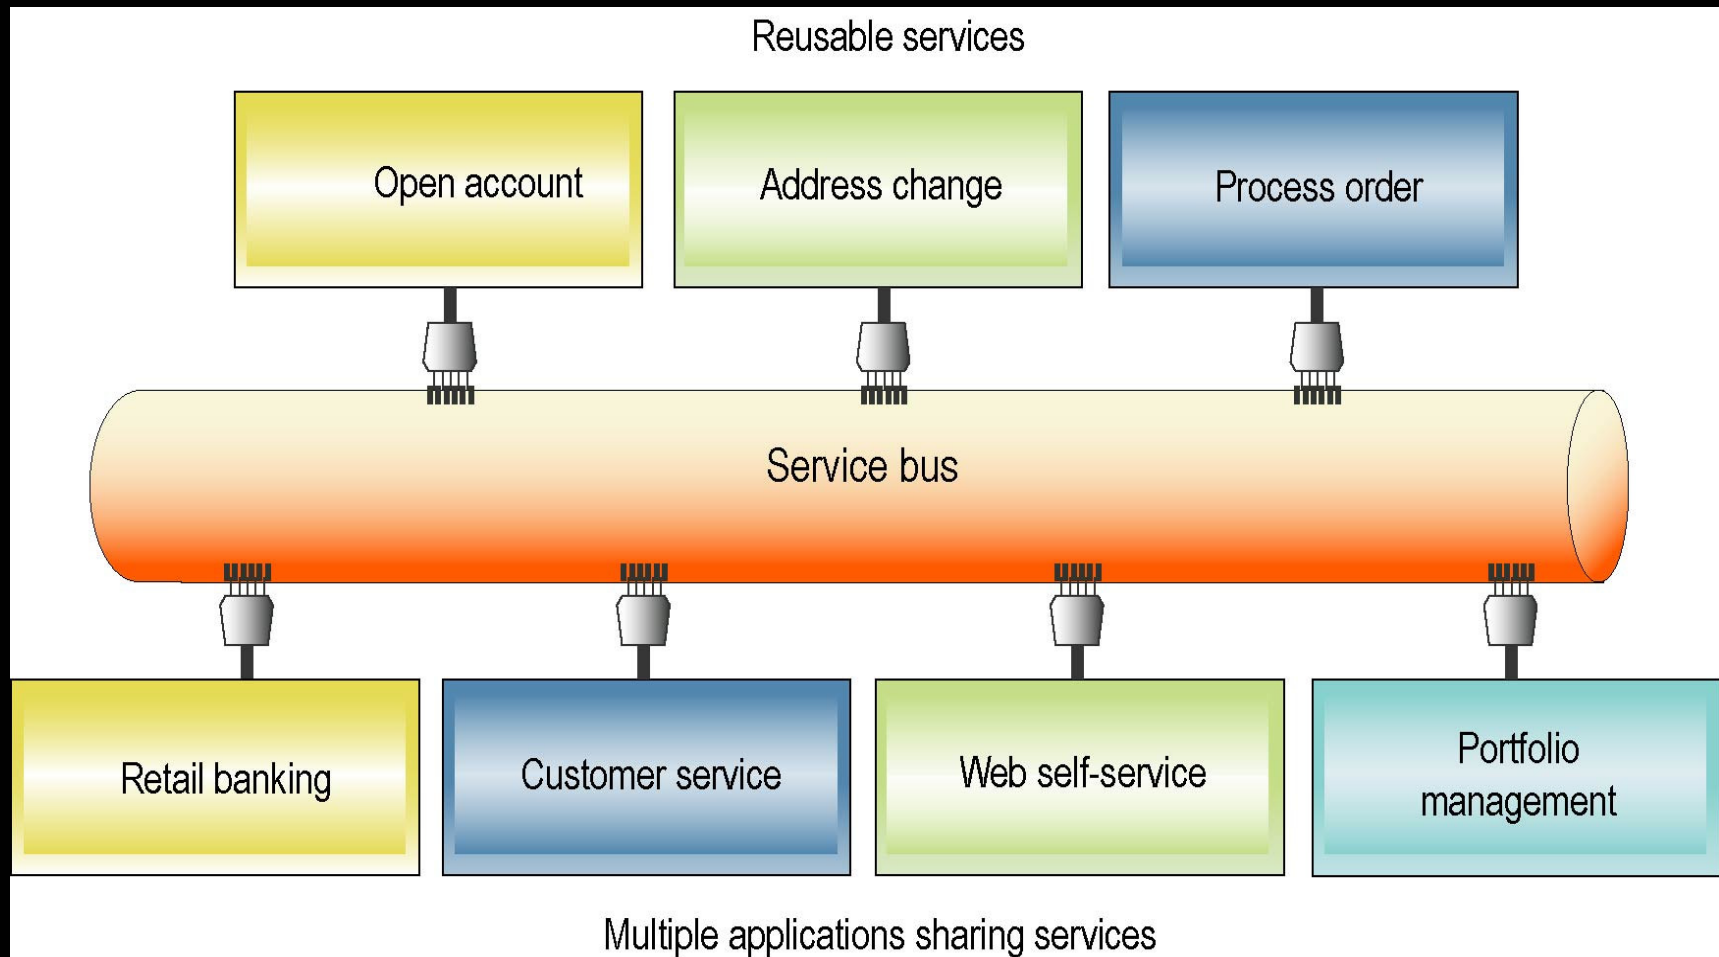 Reusable services
Open account
Address change
Process order
Service bus
Retail banking
Customer service
Web self-service
Portfolio
management
Multiple applications sharing services